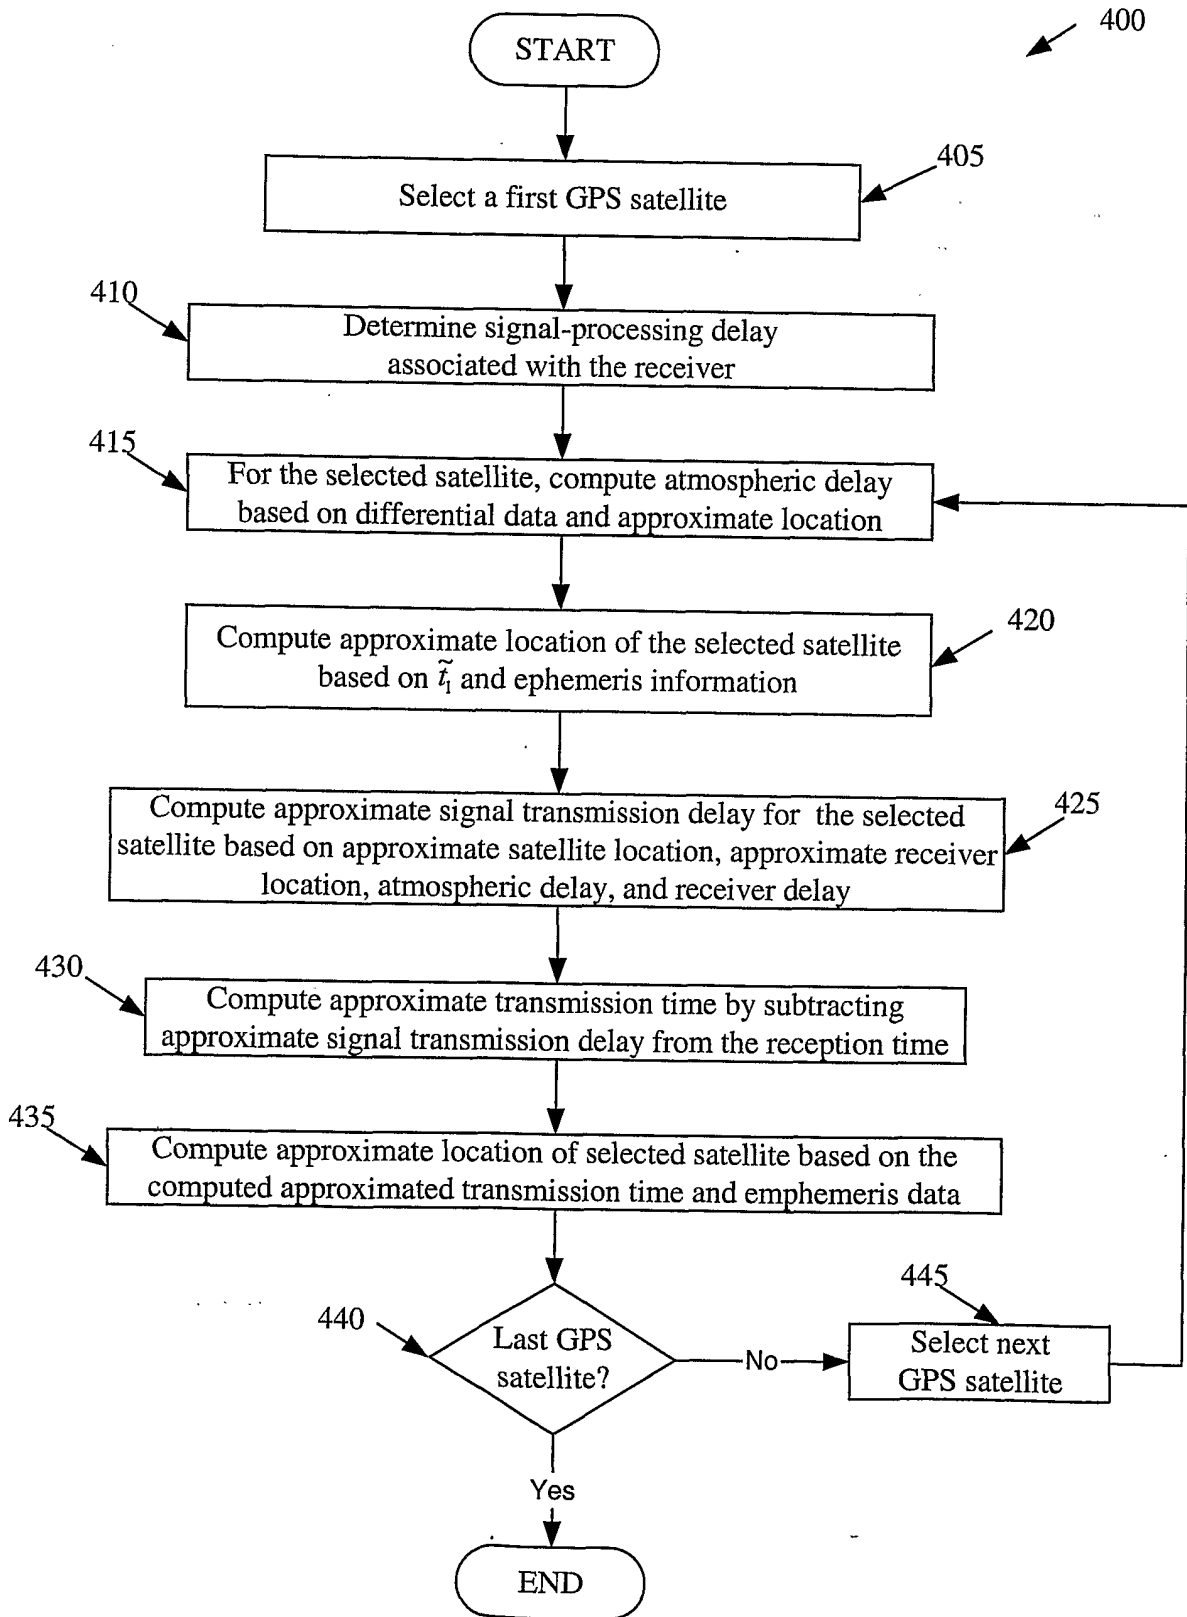 400
START
405
Select a first GPS satellite
410
Determine signal-processing delay
associated with the receiver
415
For the selected satellite, compute atmospheric delay
based on differential data and approximate location
420
Compute approximate location of the selected satellite
based on t̃₁ and ephemeris information
425
Compute approximate signal transmission delay for the selected
satellite based on approximate satellite location, approximate receiver
location, atmospheric delay, and receiver delay
430
Compute approximate transmission time by subtracting
approximate signal transmission delay from the reception time
435
Compute approximate location of selected satellite based on the
computed approximated transmission time and emphemeris data
440
Last GPS
satellite?
No
445
Select next
GPS satellite
Yes
END